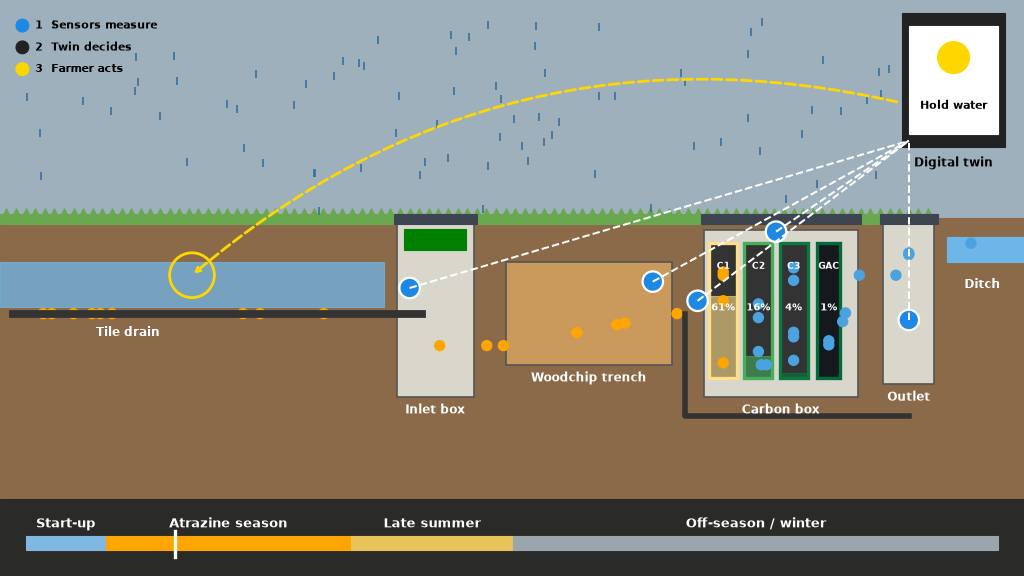 1 Sensors measure
2 Twin decides
3 Farmer acts
Hold water
Digital twin
C1
C2
C3
GAC
61%
16%
4%
1%
Ditch
Tile drain
Woodchip trench
Inlet box
Carbon box
Outlet
Start-up
Atrazine season
Late summer
Off-season / winter